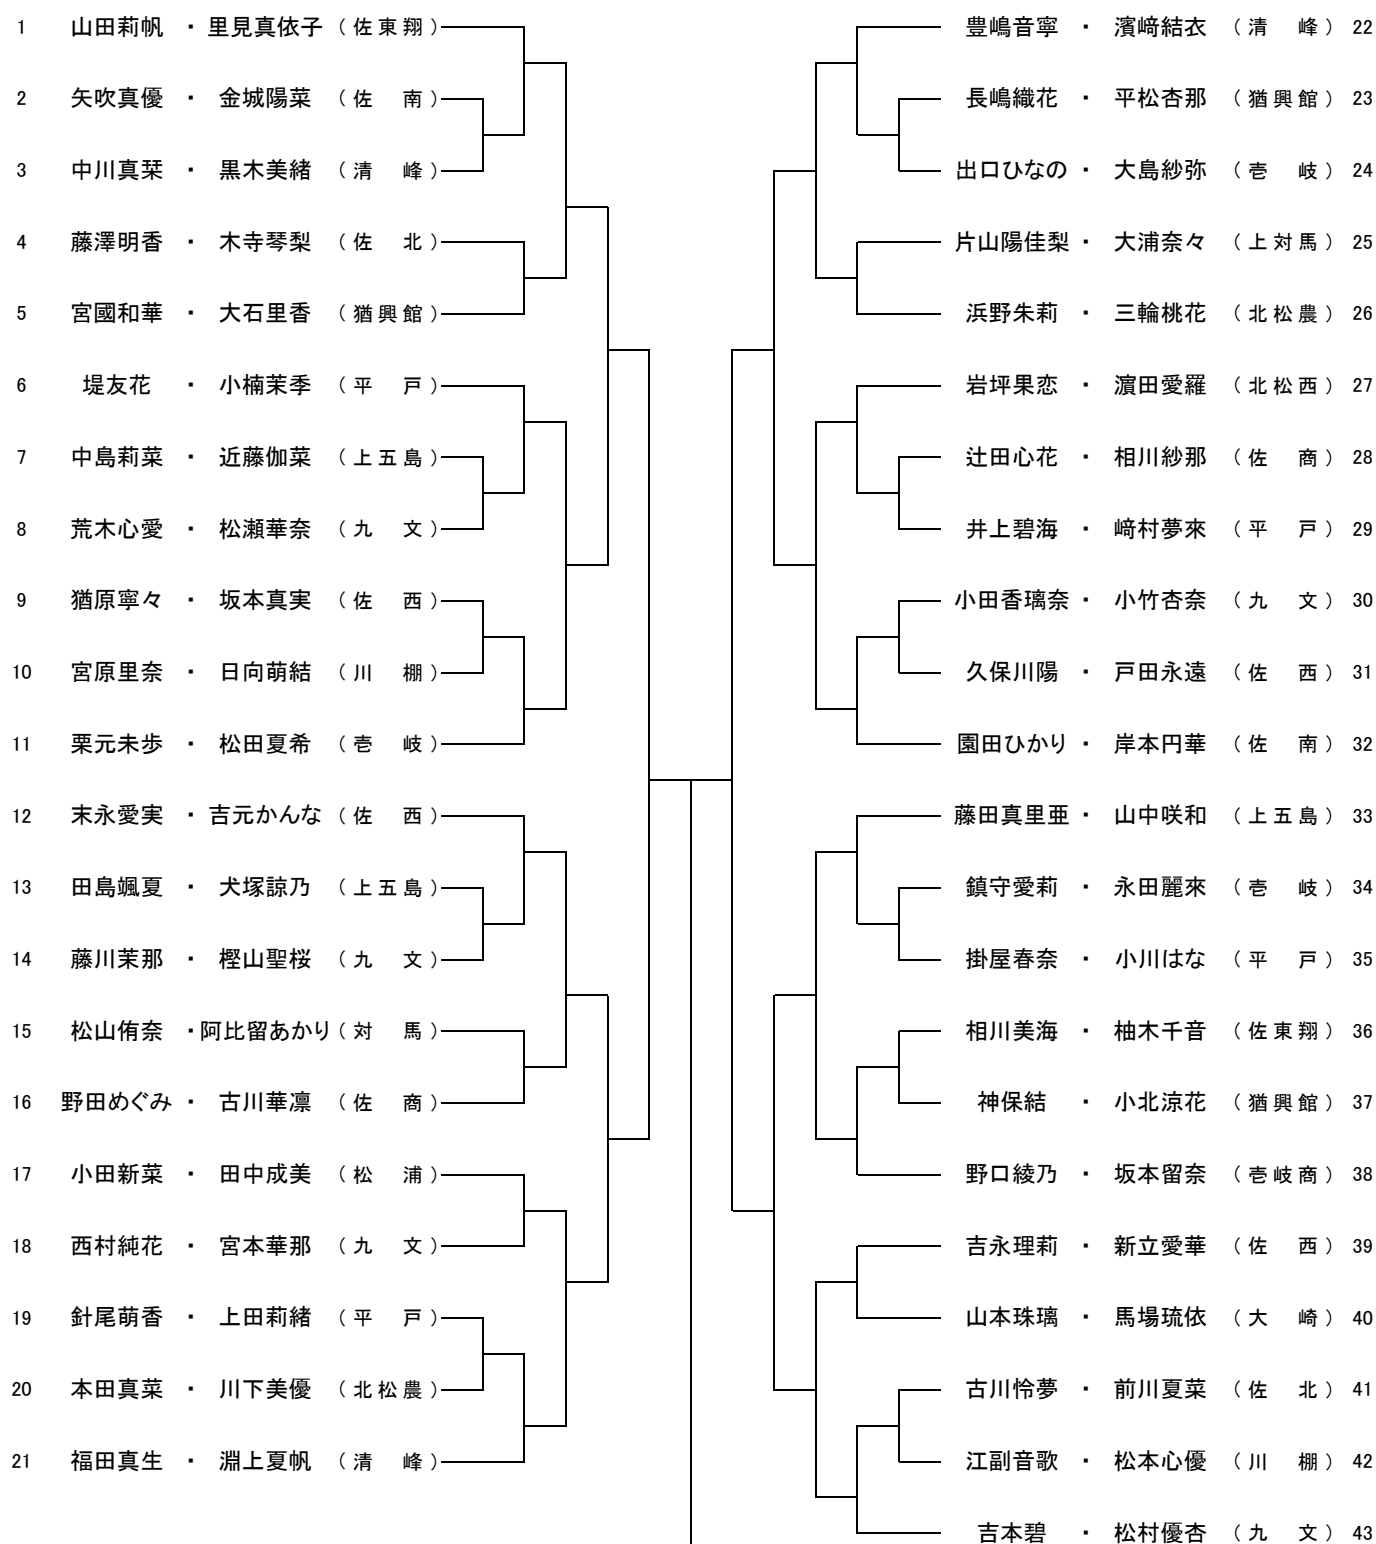 1 山田莉帆 ・ 里見真依子 （佐東翔）
2 矢吹真優 ・ 金城陽菜 （佐 南）
3 中川真栞 ・ 黒木美緒 （清 峰）
4 藤澤明香 ・ 木寺琴梨 （佐 北）
5 宮國和華 ・ 大石里香 （猶興館）
6 堤友花 ・ 小楠茉季 （平 戸）
7 中島莉菜 ・ 近藤伽菜 （上五島）
8 荒木心愛 ・ 松瀬華奈 （九 文）
9 猶原寧々 ・ 坂本真実 （佐 西）
10 宮原里奈 ・ 日向萌結 （川 棚）
11 栗元未歩 ・ 松田夏希 （壱 岐）
12 末永愛実 ・ 吉元かんな （佐 西）
13 田島颯夏 ・ 犬塚諒乃 （上五島）
14 藤川茉那 ・ 樫山聖桜 （九 文）
15 松山侑奈 ・ 阿比留あかり （対 馬）
16 野田めぐみ ・ 古川華凛 （佐 商）
17 小田新菜 ・ 田中成美 （松 浦）
18 西村純花 ・ 宮本華那 （九 文）
19 針尾萌香 ・ 上田莉緒 （平 戸）
20 本田真菜 ・ 川下美優 （北松農）
21 福田真生 ・ 淵上夏帆 （清 峰）
豊嶋音寧 ・ 濱﨑結衣 （清 峰） 22
長嶋織花 ・ 平松杏那 （猶興館） 23
出口ひなの ・ 大島紗弥 （壱 岐） 24
片山陽佳梨 ・ 大浦奈々 （上対馬） 25
浜野朱莉 ・ 三輪桃花 （北松農） 26
岩坪果恋 ・ 濵田愛羅 （北松西） 27
辻田心花 ・ 相川紗那 （佐 商） 28
井上碧海 ・ 﨑村夢來 （平 戸） 29
小田香璃奈 ・ 小竹杏奈 （九 文） 30
久保川陽 ・ 戸田永遠 （佐 西） 31
園田ひかり ・ 岸本円華 （佐 南） 32
藤田真里亜 ・ 山中咲和 （上五島） 33
鎮守愛莉 ・ 永田麗來 （壱 岐） 34
掛屋春奈 ・ 小川はな （平 戸） 35
相川美海 ・ 柚木千音 （佐東翔） 36
神保結 ・ 小北涼花 （猶興館） 37
野口綾乃 ・ 坂本留奈 （壱岐商） 38
吉永理莉 ・ 新立愛華 （佐 西） 39
山本珠璃 ・ 馬場琉依 （大 崎） 40
古川怜夢 ・ 前川夏菜 （佐 北） 41
江副音歌 ・ 松本心優 （川 棚） 42
吉本碧 ・ 松村優杏 （九 文） 43